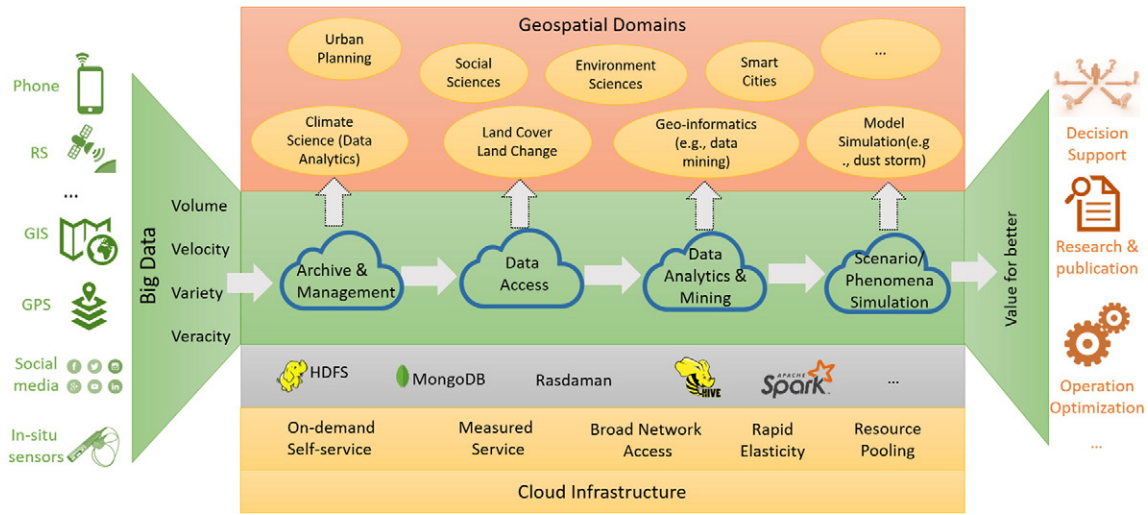 Geospatial Domains
Urban
Planning
Social
Sciences
Environment
Sciences
Smart
Cities
...
Climate
Science (Data
Analytics)
Land Cover
Land Change
Geo-informatics
(e.g., data
mining)
Model
Simulation(e.g
., dust storm)
Phone
RS
...
GIS
GPS
Social
media
In-situ
sensors
Big Data
Volume
Velocity
Variety
Veracity
Archive &
Management
Data
Access
Data
Analytics &
Mining
Scenario/
Phenomena
Simulation
Value for better
Decision
Support
Research &
publication
Operation
Optimization
...
HDFS
MongoDB
Rasdaman
HIVE
APACHE
Spark
...
On-demand
Self-service
Measured
Service
Broad Network
Access
Rapid
Elasticity
Resource
Pooling
Cloud Infrastructure